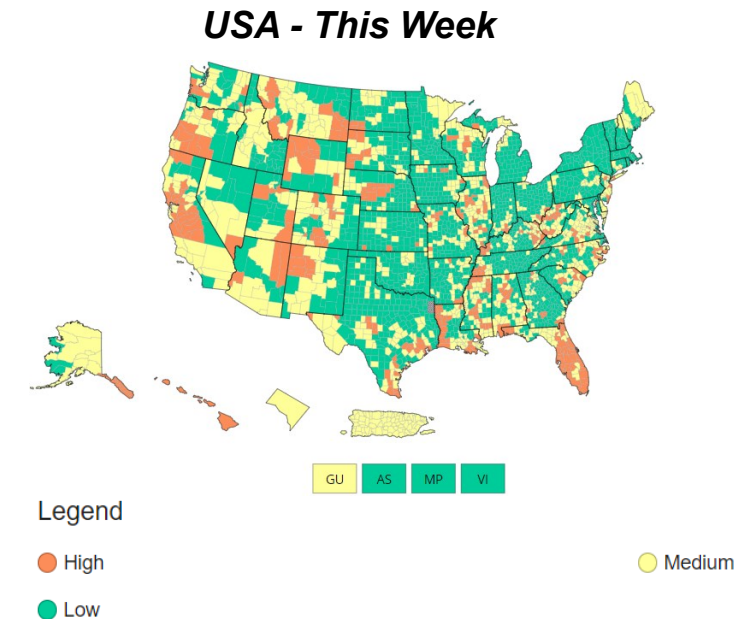 USA - This Week
GU AS MP VI
Legend
High
Medium
Low